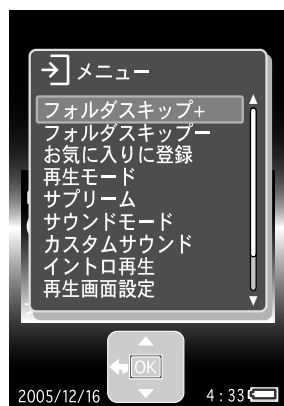 メニュー
フォルダスキップ+
フォルダスキップー
お気に入りに登録
再生モード
サプリーム
サウンドモード
カスタムサウンド
イントロ再生
再生画面設定
OK
2005/12/16
4:33